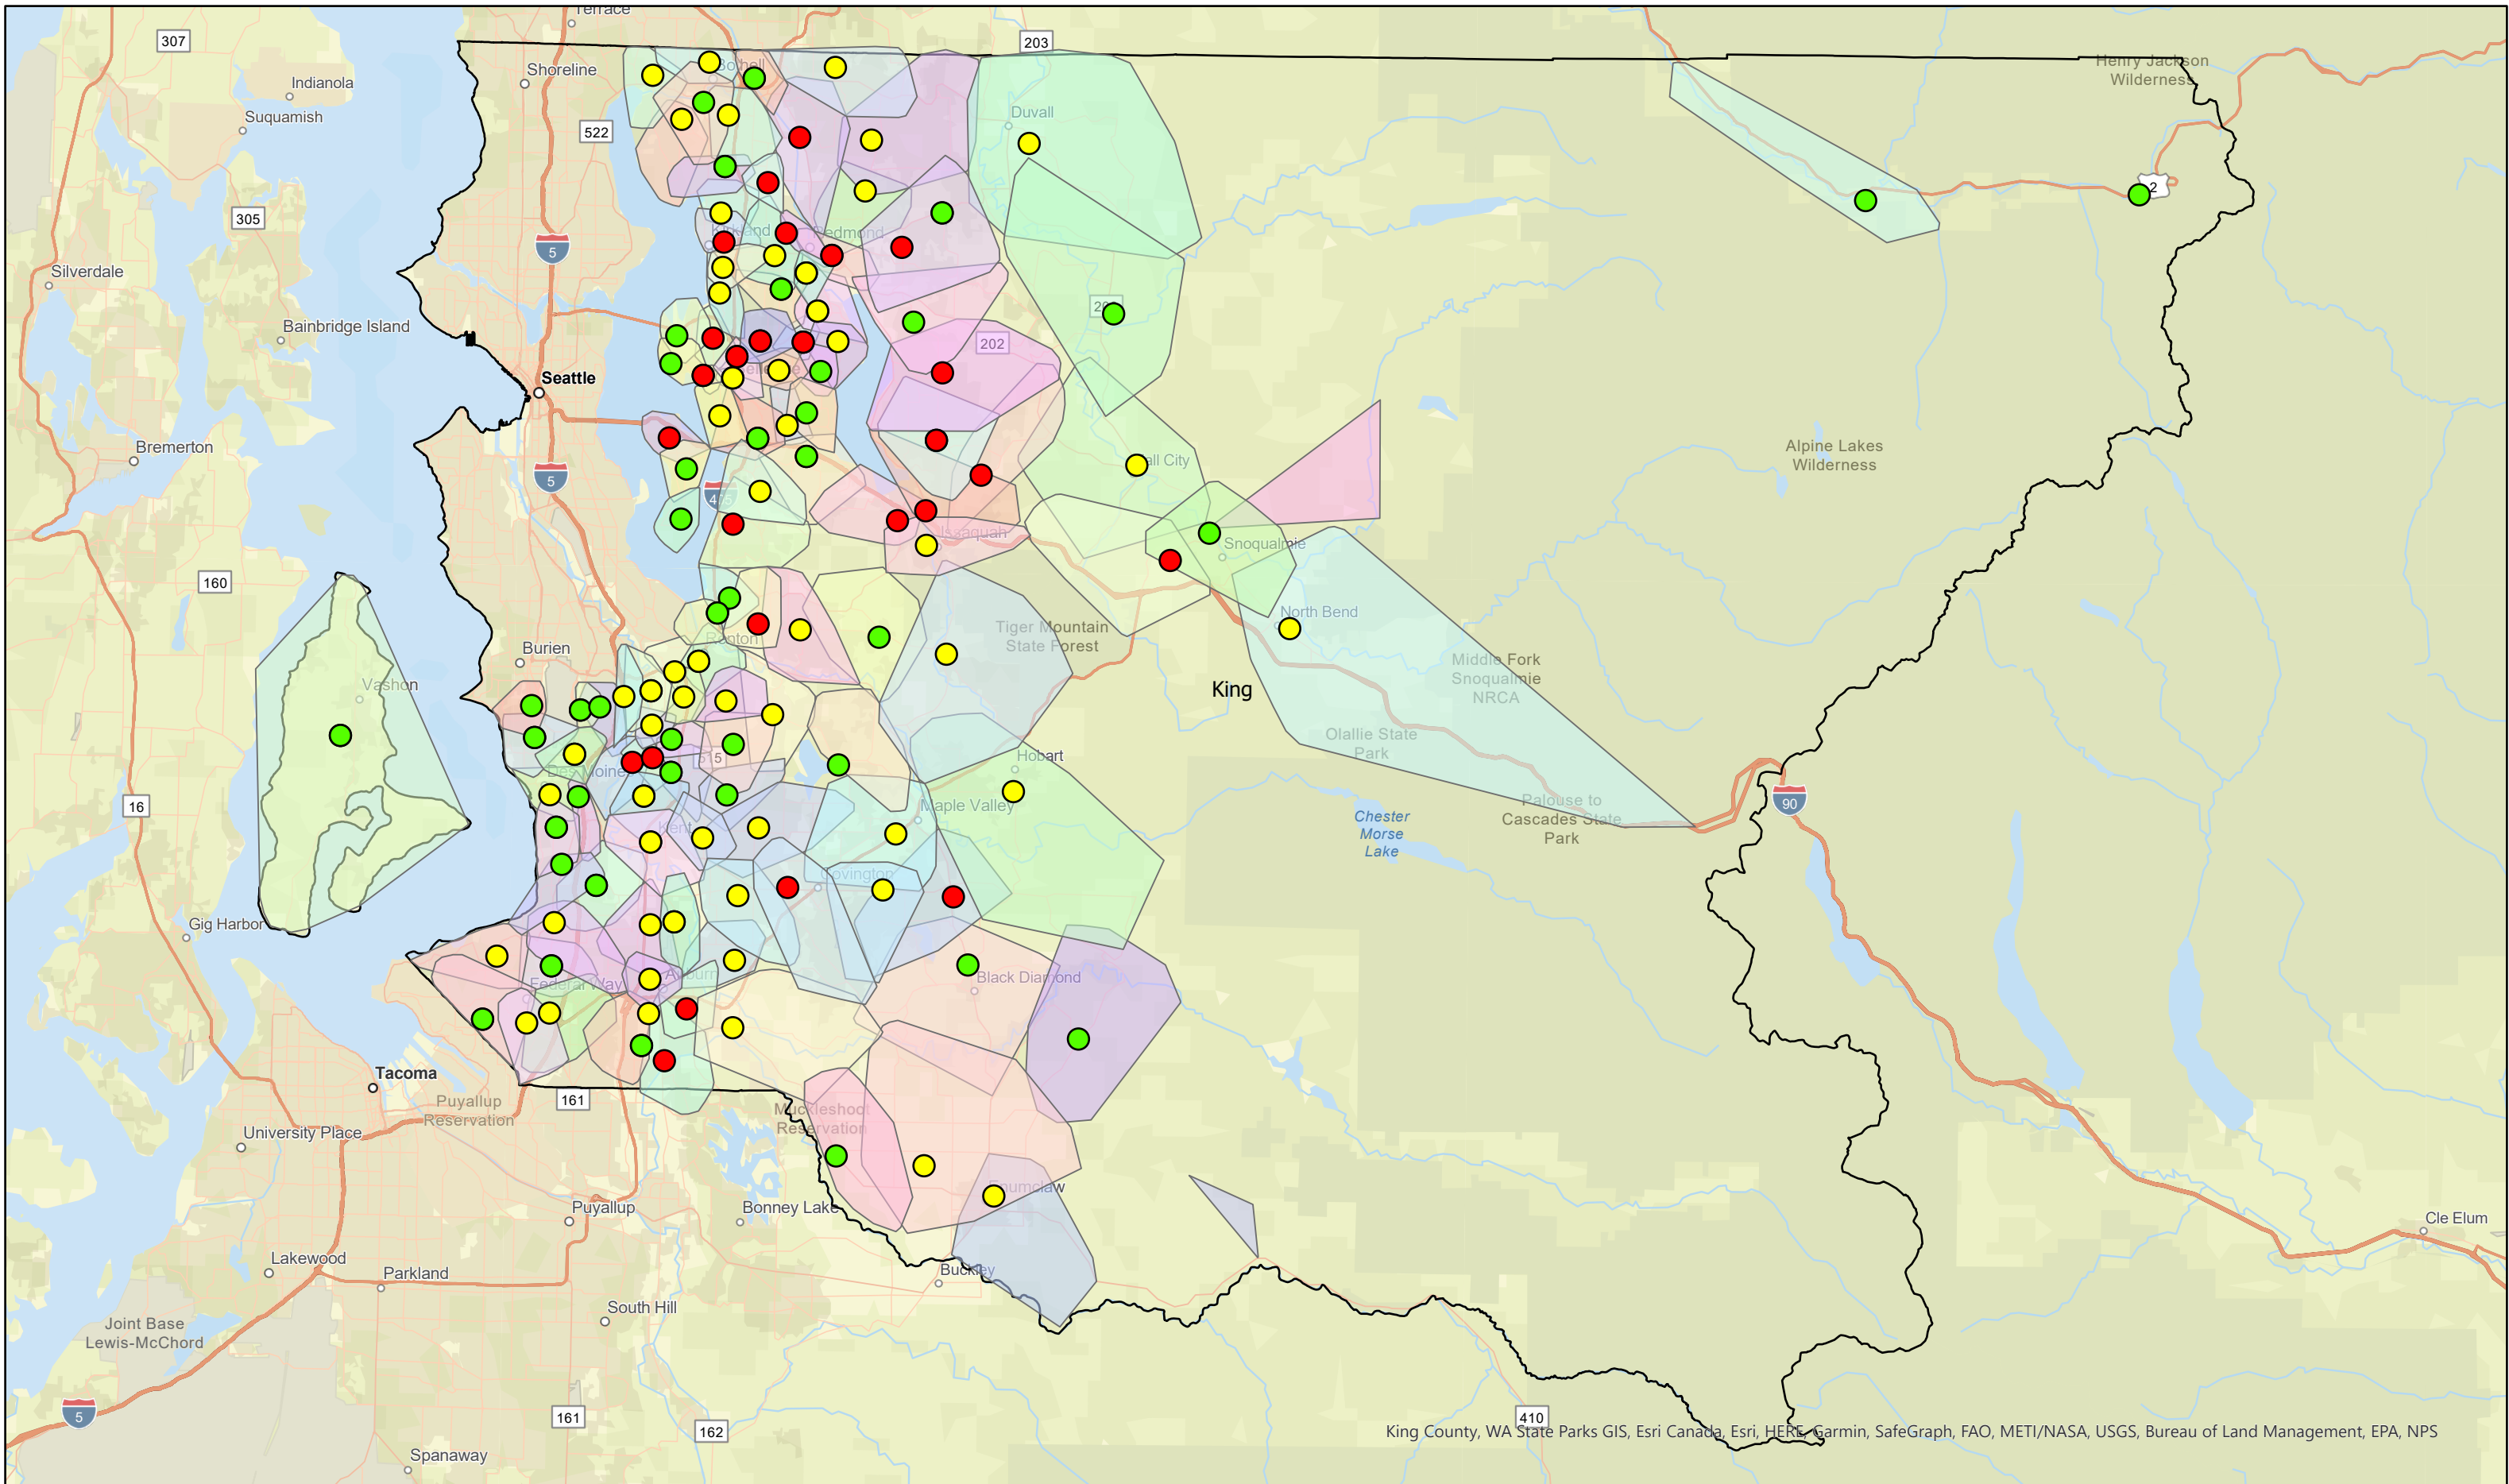 Terrace
307
203
Shoreline
Bothell
Henry Jackson
Wilderness
Indianola
Duvall
Suquamish
522
2
305
Kirkland
Redmond
5
Silverdale
Bainbridge Island
202
Seattle
Bremerton
Alpine Lakes
Wilderness
5
Issaquah
Snoqualmie
160
North Bend
Tiger Mountain
State Forest
Renton
Burien
Middle Fork
Snoqualmie
NRCA
Vashon
King
Olallie State
Park
Hobart
16
Maple Valley
90
Palouse to
Cascades State
Park
Chester
Morse
Lake
Kent
Covington
Gig Harbor
Black Diamond
Auburn
Federal Way
Tacoma
Puyallup
Reservation
161
Muckleshoot
Reservation
University Place
Enumclaw
Puyallup
Bonney Lake
Cle Elum
Lakewood
Parkland
Buckley
South Hill
Joint Base
Lewis-McChord
5
161
162
410
King County, WA State Parks GIS, Esri Canada, Esri, HERE, Garmin, SafeGraph, FAO, METI/NASA, USGS, Bureau of Land Management, EPA, NPS
Spanaway